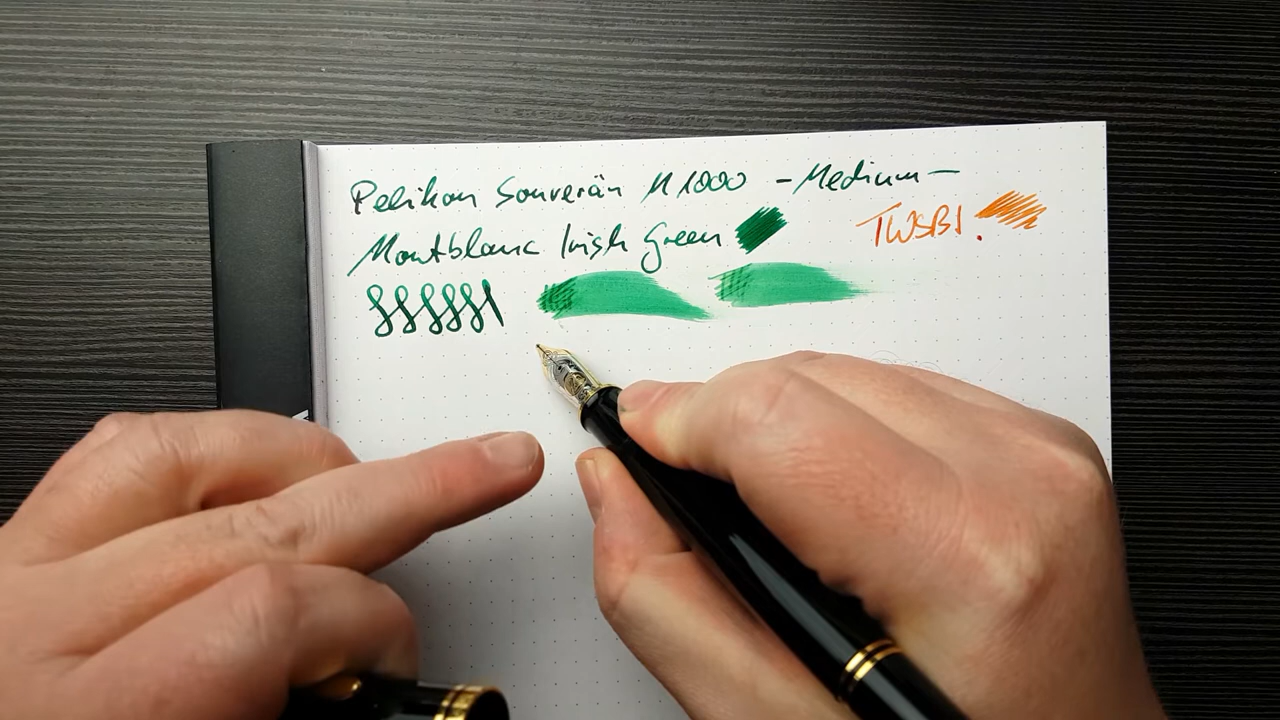 Pelikan Souverän M1000 - Medium -
Montblanc Irish Green
TWSBI.